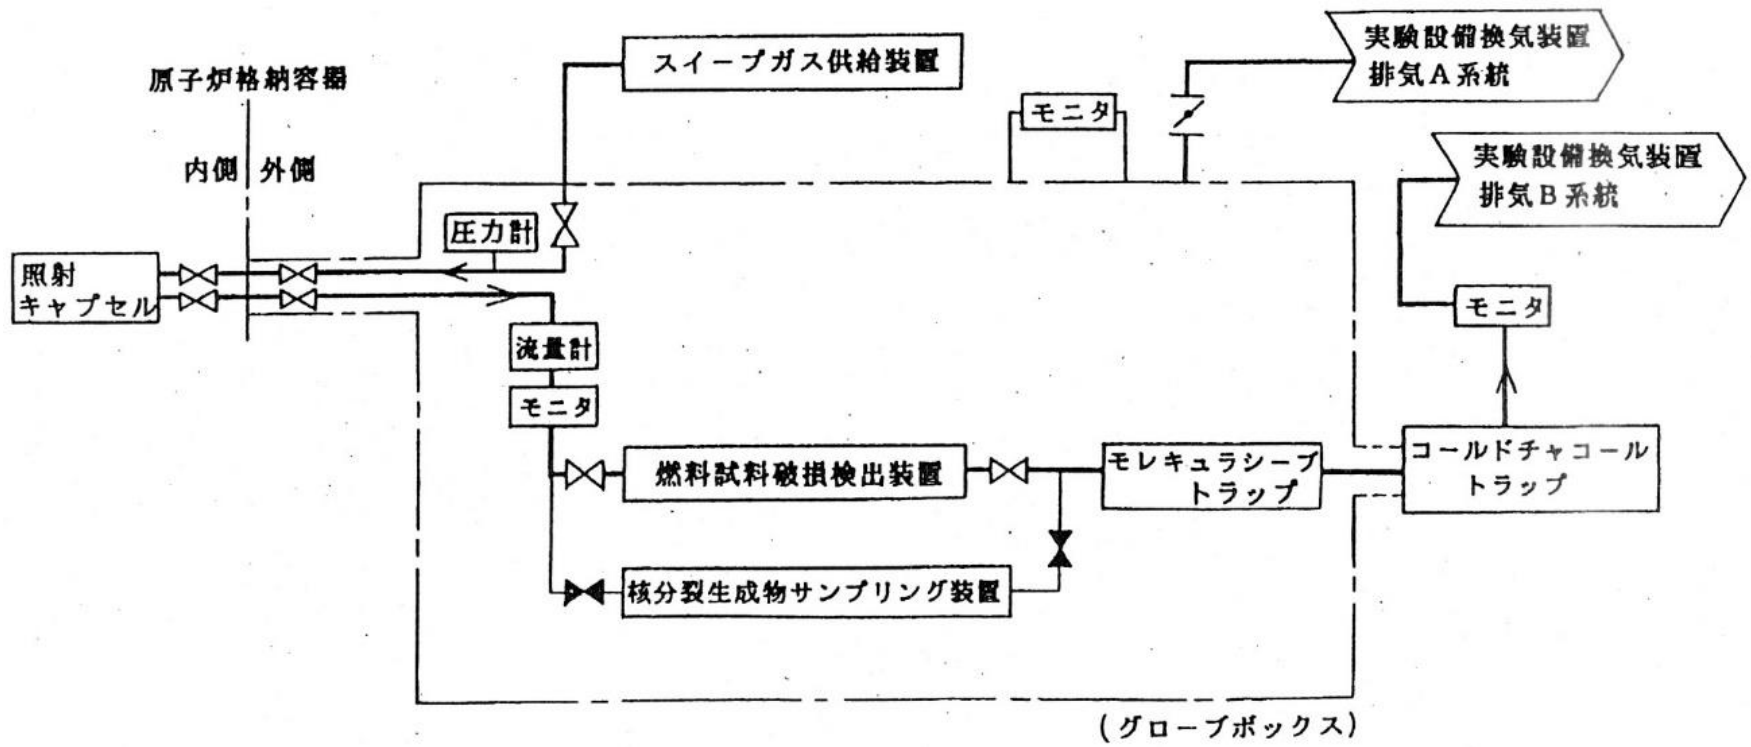 スイープガス供給装置
実験設備換気装置
排気A系統
原子炉格納容器
モニタ
内側
外側
実験設備換気装置
排気B系統
圧力計
照射
キャプセル
モニタ
流量計
モニタ
燃料試料破損検出装置
モレキュラシーブ
トラップ
コールドチャコール
トラップ
核分裂生成物サンプリング装置
(グローブボックス)